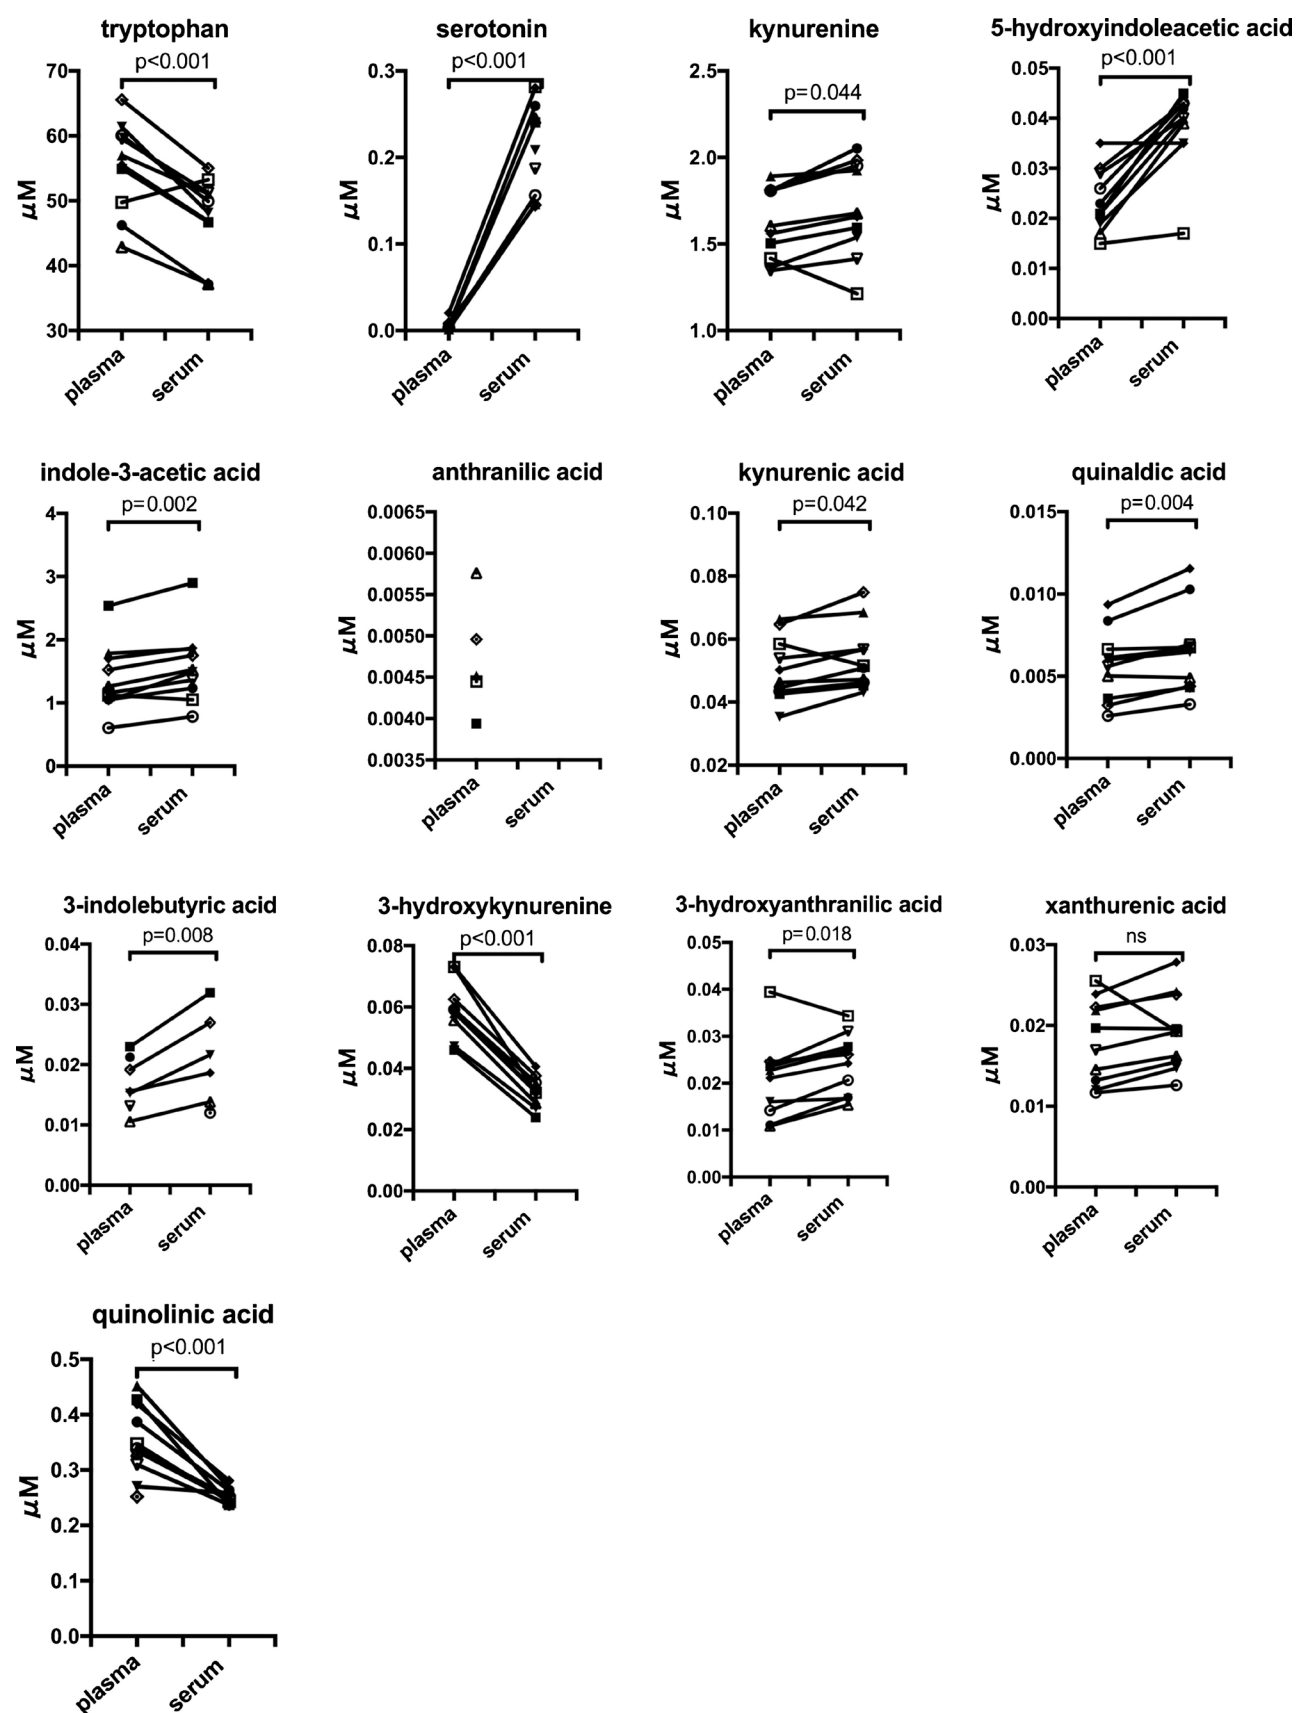 tryptophan
p<0.001
70
60
50
40
30
μM
plasma
serum
serotonin
p<0.001
0.3
0.2
0.1
0.0
μM
plasma
serum
kynurenine
p=0.044
2.5
2.0
1.5
1.0
μM
plasma
serum
5-hydroxyindoleacetic acid
p<0.001
0.05
0.04
0.03
0.02
0.01
0.00
μM
plasma
serum
indole-3-acetic acid
p=0.002
4
3
2
1
0
μM
plasma
serum
anthranilic acid
0.0065
0.0060
0.0055
0.0050
0.0045
0.0040
0.0035
μM
plasma
serum
kynurenic acid
p=0.042
0.10
0.08
0.06
0.04
0.02
μM
plasma
serum
quinaldic acid
p=0.004
0.015
0.010
0.005
0.000
μM
plasma
serum
3-indolebutyric acid
p=0.008
0.04
0.03
0.02
0.01
0.00
μM
plasma
serum
3-hydroxykynurenine
p<0.001
0.08
0.06
0.04
0.02
0.00
μM
plasma
serum
3-hydroxyanthranilic acid
p=0.018
0.05
0.04
0.03
0.02
0.01
0.00
μM
plasma
serum
xanthurenic acid
ns
0.03
0.02
0.01
0.00
μM
plasma
serum
quinolinic acid
p<0.001
0.5
0.4
0.3
0.2
0.1
0.0
μM
plasma
serum